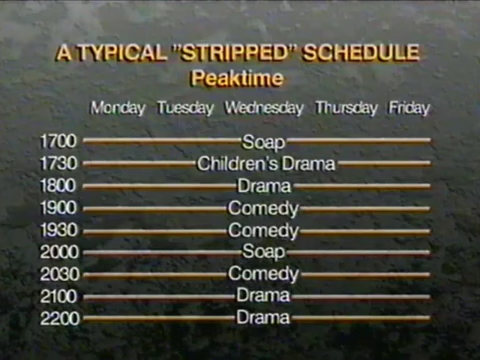 A TYPICAL "STRIPPED" SCHEDULE
Peaktime
Monday Tuesday Wednesday Thursday Friday
1700 Soap
1730 Children's Drama
1800 Drama
1900 Comedy
1930 Comedy
2000 Soap
2030 Comedy
2100 Drama
2200 Drama